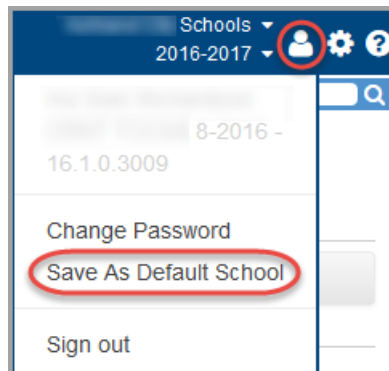 Schools
2016-2017
?
8-2016 -
16.1.0.3009
Change Password
Save As Default School
Sign out